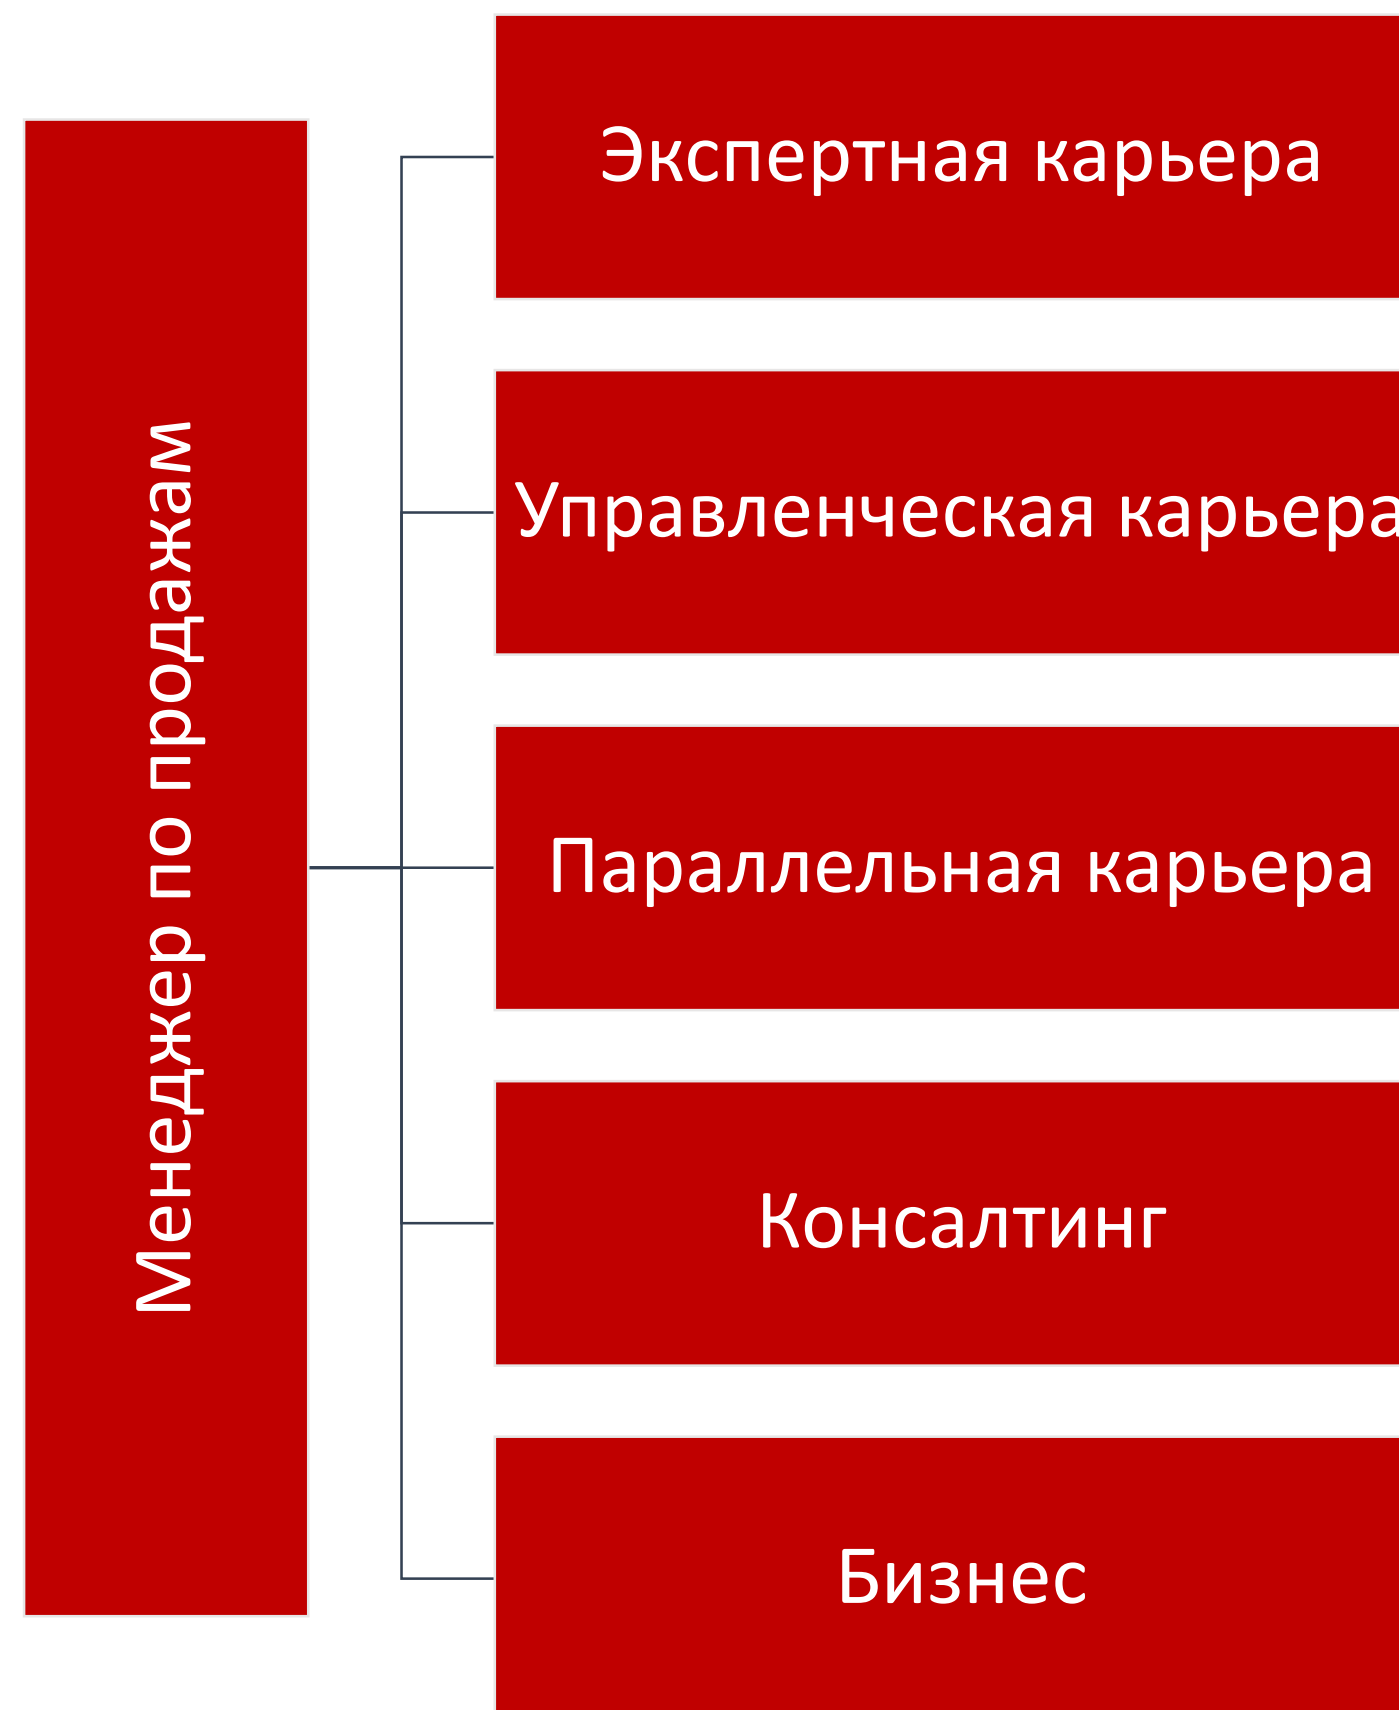 Менеджер по продажам
Экспертная карьера
Управленческая карьера
Параллельная карьера
Консалтинг
Бизнес